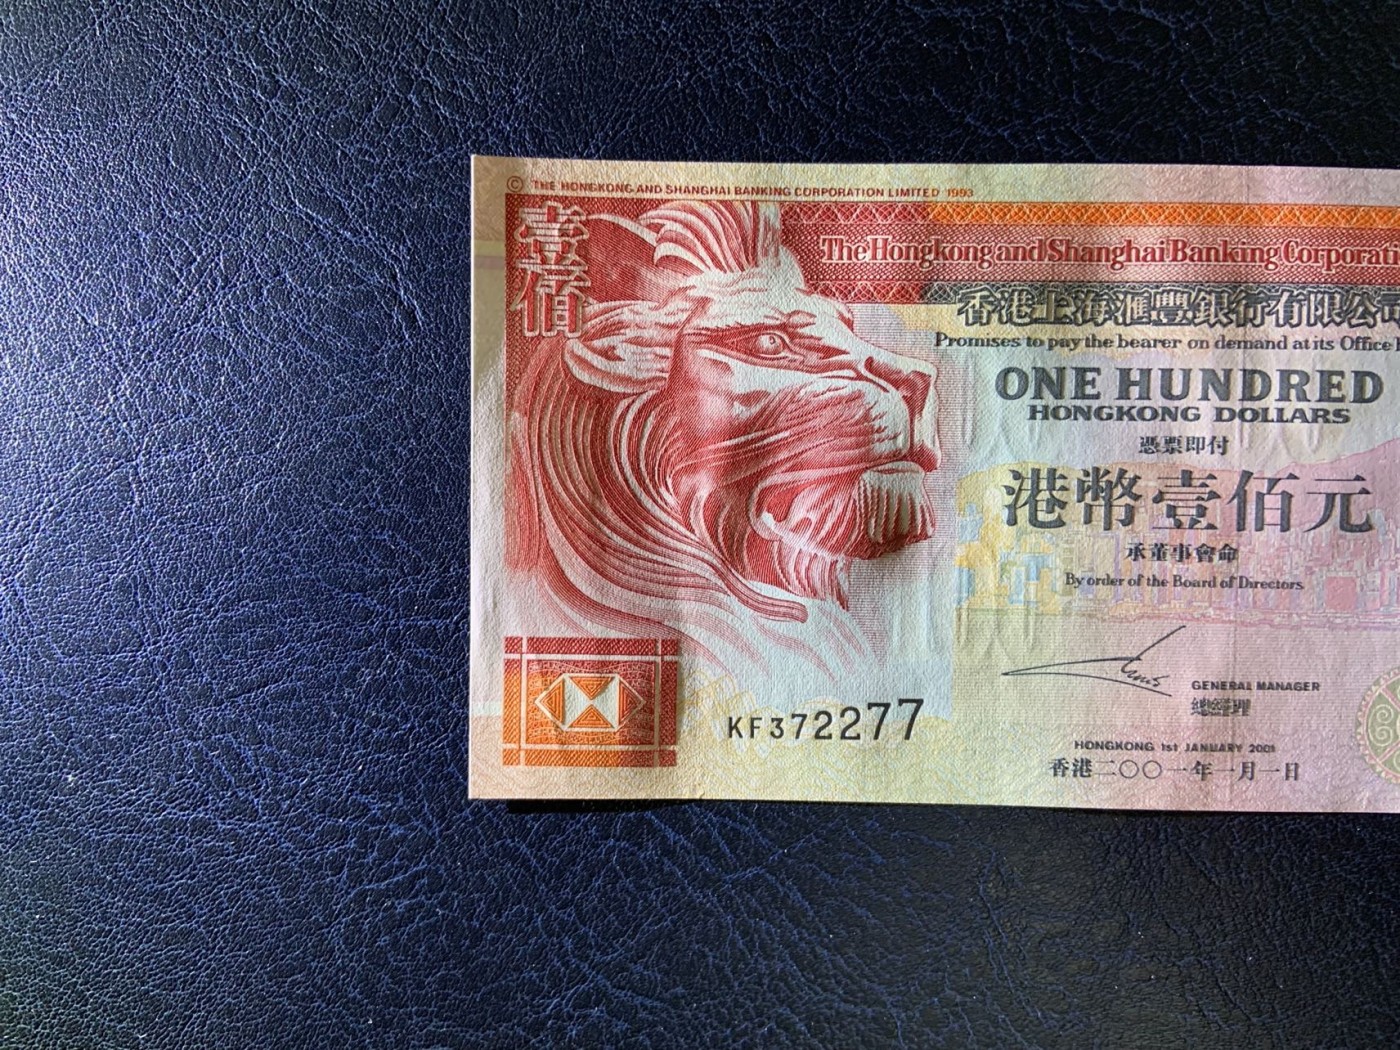 © THE HONGKONG AND SHANGHAI BANKING CORPORATION LIMITED 1993
壹佰
The Hongkong and Shanghai Banking Corporati
香港上海滙豐銀行有限公司
Promises to pay the bearer on demand at its Office
ONE HUNDRED
HONGKONG DOLLARS
憑票即付
港幣壹佰元
承董事會命
By order of the Board of Directors
GENERAL MANAGER
總經理
KF372277
HONGKONG 1st JANUARY 2001
香港二〇〇一年一月一日